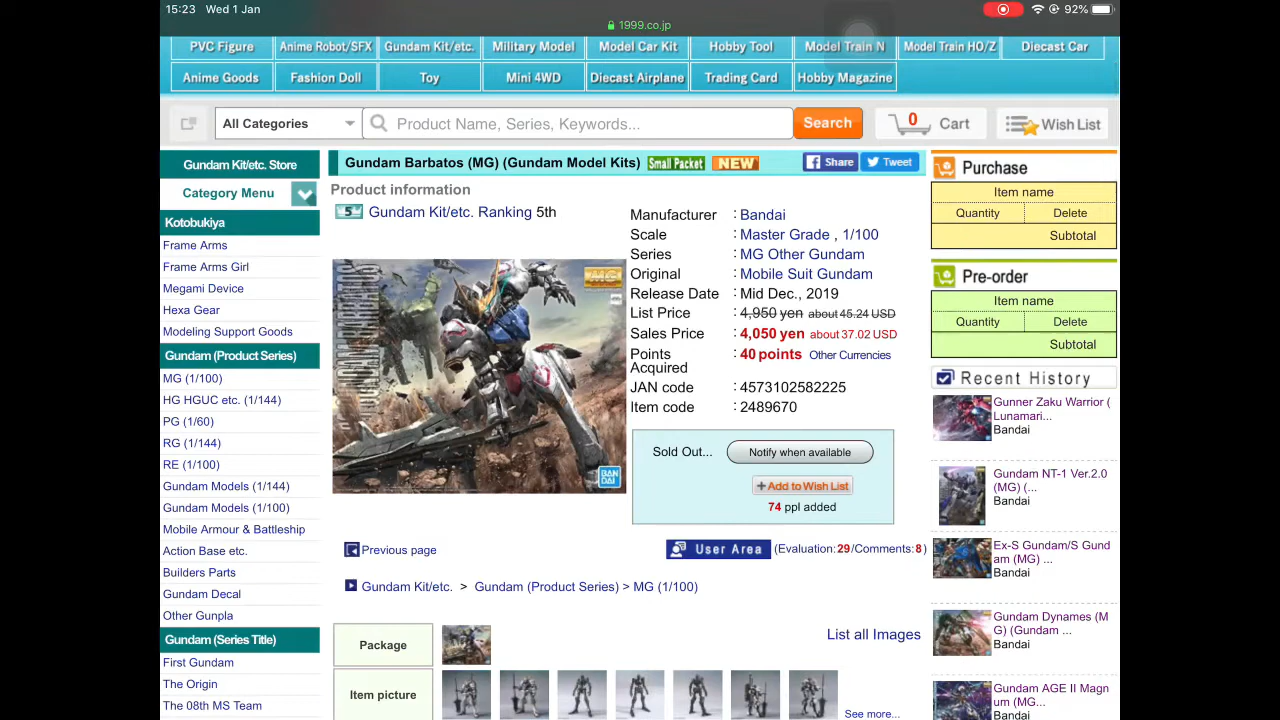 15:23 Wed 1 Jan
92%
1999.co.jp
PVC Figure
Anime Robot/SFX
Gundam Kit/etc.
Military Model
Model Car Kit
Hobby Tool
Model Train N
Model Train HO/Z
Diecast Car
Anime Goods
Fashion Doll
Toy
Mini 4WD
Diecast Airplane
Trading Card
Hobby Magazine
All Categories
Product Name, Series, Keywords...
Search
0
Cart
Wish List
Gundam Kit/etc. Store
Category Menu
Kotobukiya
Frame Arms
Frame Arms Girl
Megami Device
Hexa Gear
Modeling Support Goods
Gundam (Product Series)
MG (1/100)
HG HGUC etc. (1/144)
PG (1/60)
RG (1/144)
RE (1/100)
Gundam Models (1/144)
Gundam Models (1/100)
Mobile Armour & Battleship
Action Base etc.
Builders Parts
Gundam Decal
Other Gunpla
Gundam (Series Title)
First Gundam
The Origin
The 08th MS Team
Gundam Barbatos (MG) (Gundam Model Kits) Small Packet NEW
Share
Tweet
Product information
5 Gundam Kit/etc. Ranking 5th
MG
BAN
DAI
Manufacturer : Bandai
Scale : Master Grade , 1/100
Series : MG Other Gundam
Original : Mobile Suit Gundam
Release Date : Mid Dec., 2019
List Price : 4,950 yen about 45.24 USD
Sales Price : 4,050 yen about 37.02 USD
Points Acquired : 40 points Other Currencies
JAN code : 4573102582225
Item code : 2489670
Sold Out...
Notify when available
+Add to Wish List
74 ppl added
Previous page
User Area (Evaluation:29/Comments:8)
Gundam Kit/etc. > Gundam (Product Series) > MG (1/100)
List all Images
Package
Item picture
See more...
Purchase
Item name
Quantity
Delete
Subtotal
Pre-order
Item name
Quantity
Delete
Subtotal
Recent History
Gunner Zaku Warrior (
Lunamari...
Bandai
Gundam NT-1 Ver.2.0
(MG) (...
Bandai
Ex-S Gundam/S Gund
am (MG) ...
Bandai
Gundam Dynames (M
G) (Gundam ...
Bandai
Gundam AGE II Magn
um (MG...
Bandai